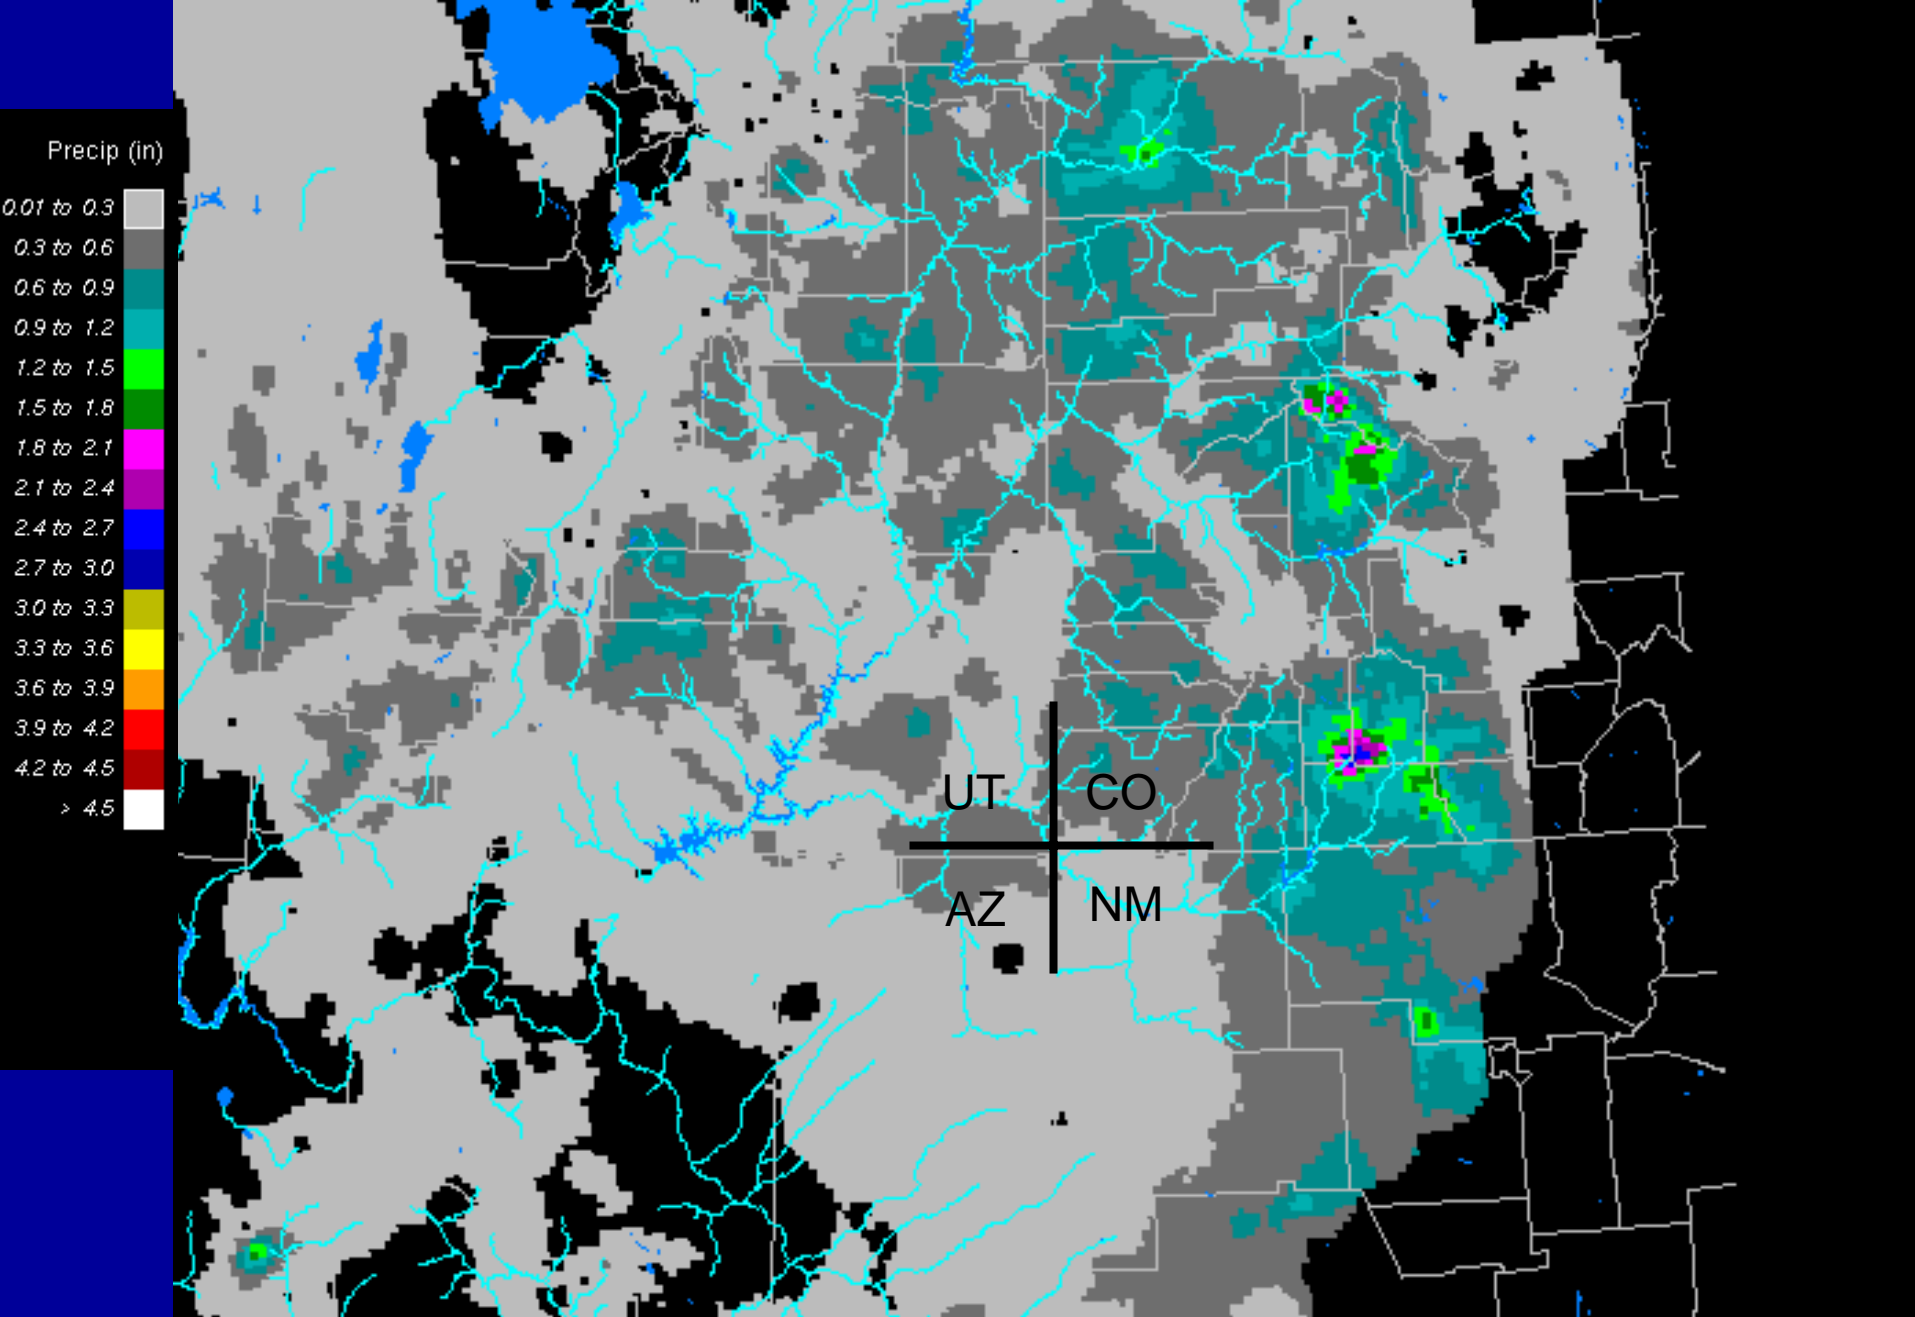 Precip (in)
0.01 to 0.3
0.3 to 0.6
0.6 to 0.9
0.9 to 1.2
1.2 to 1.5
1.5 to 1.8
1.8 to 2.1
2.1 to 2.4
2.4 to 2.7
2.7 to 3.0
3.0 to 3.3
3.3 to 3.6
3.6 to 3.9
3.9 to 4.2
4.2 to 4.5
> 4.5
UT CO
AZ NM